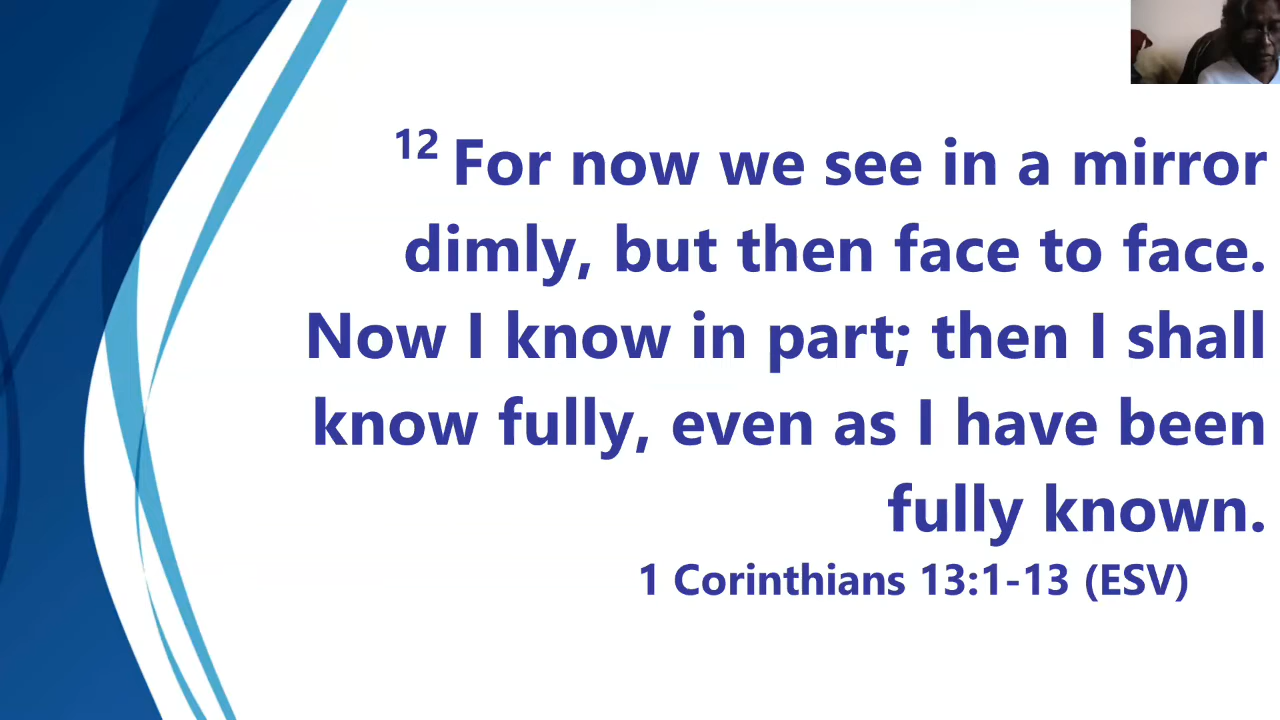 12 For now we see in a mirror
dimly, but then face to face.
Now I know in part; then I shall
know fully, even as I have been
fully known.
1 Corinthians 13:1-13 (ESV)